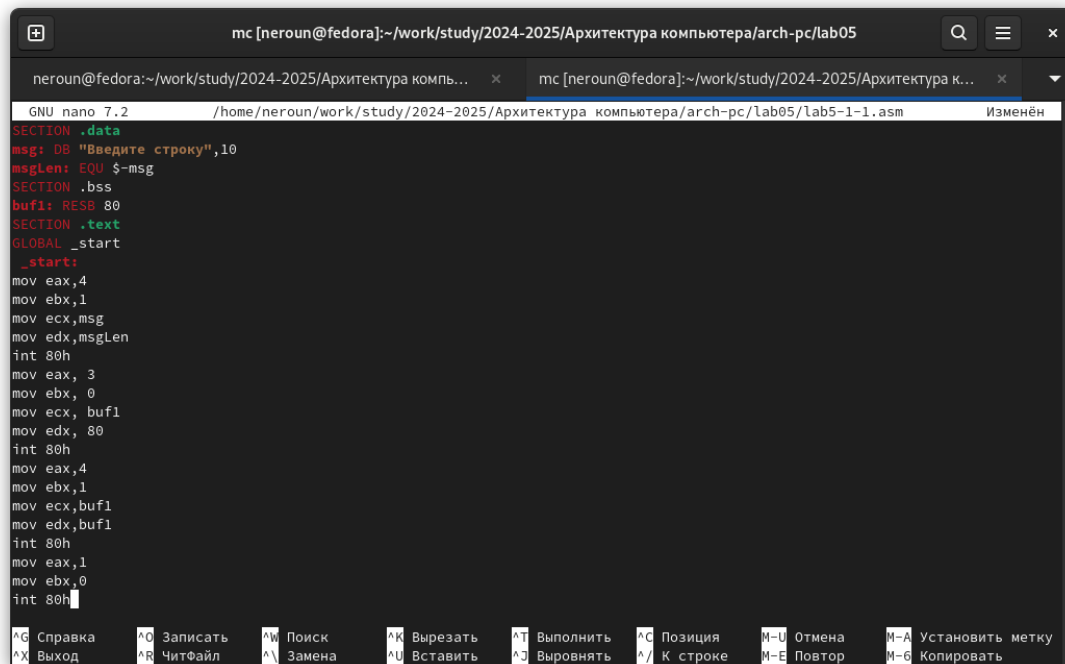 mc [neroun@fedora]:~/work/study/2024-2025/Архитектура компьютера/arch-pc/lab05
neroun@fedora:~/work/study/2024-2025/Архитектура компь... × mc [neroun@fedora]:~/work/study/2024-2025/Архитектура к... ×
GNU nano 7.2 /home/neroun/work/study/2024-2025/Архитектура компьютера/arch-pc/lab05/lab5-1-1.asm Изменён
SECTION .data
msg: DB "Введите строку",10
msgLen: EQU $-msg
SECTION .bss
buf1: RESB 80
SECTION .text
GLOBAL _start
_start:
mov eax,4
mov ebx,1
mov ecx,msg
mov edx,msgLen
int 80h
mov eax, 3
mov ebx, 0
mov ecx, buf1
mov edx, 80
int 80h
mov eax,4
mov ebx,1
mov ecx,buf1
mov edx,buf1
int 80h
mov eax,1
mov ebx,0
int 80h
^G Справка ^O Записать ^W Поиск ^K Вырезать ^T Выполнить ^C Позиция M-U Отмена M-A Установить метку
^X Выход ^R ЧитФайл ^\ Замена ^U Вставить ^J Выровнять ^/ К строке M-E Повтор M-6 Копировать